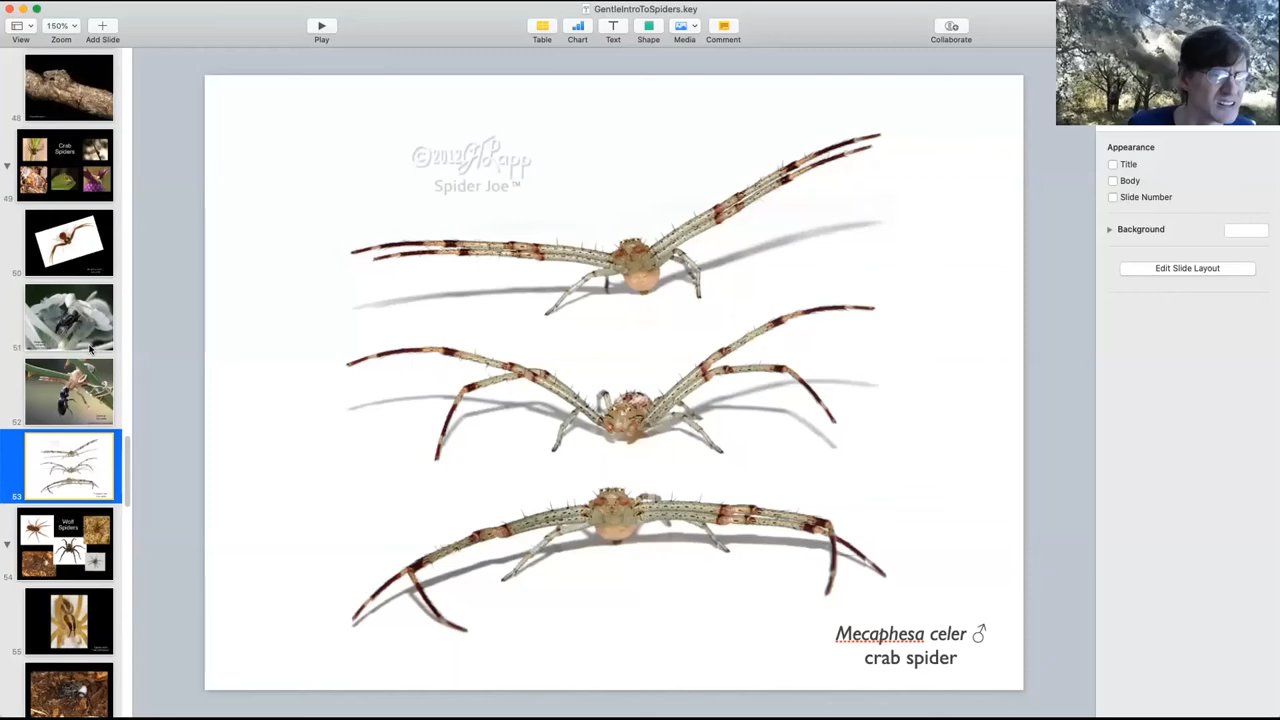 GentleIntroToSpiders.key
150%
View
Zoom
Add Slide
Play
Table
Chart
Text
Shape
Media
Comment
Collaborate
48
Crab
Spiders
49
50
51
52
53
Wolf
Spiders
54
55
©2012
Spider Joe™
Mecaphesa celer ♂
crab spider
Appearance
Title
Body
Slide Number
Background
Edit Slide Layout